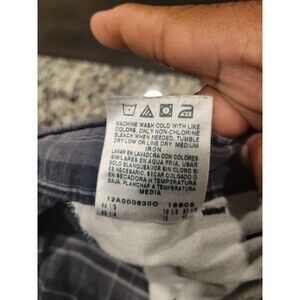 MACHINE WASH COLD WITH LIKE
COLORS, ONLY NON-CHLORINE
BLEACH WHEN NEEDED, TUMBLE
DRY LOW OR LINE DRY. MEDIUM
IRON
LAVAR EN LAVADORA CON COLORES
SIMILARES EN AGUA FRIA, USAR
SOLO BLANQUEADOR SIN CLORO SI ES
NECESARIO, SECAR COLGADO O
EN SECADORA A TEMPERATURA
BAJA, PLANCHAR A TEMPERATURA
MEDIA